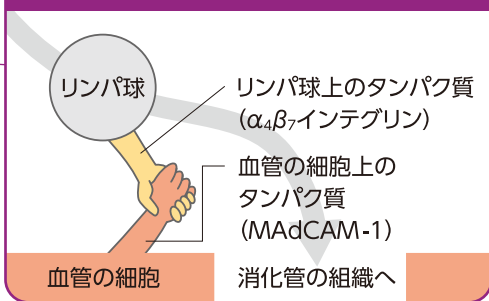 リンパ球
リンパ球上のタンパク質
(α₄β₇インテグリン)
血管の細胞上の
タンパク質
(MAdCAM-1)
血管の細胞
消化管の組織へ